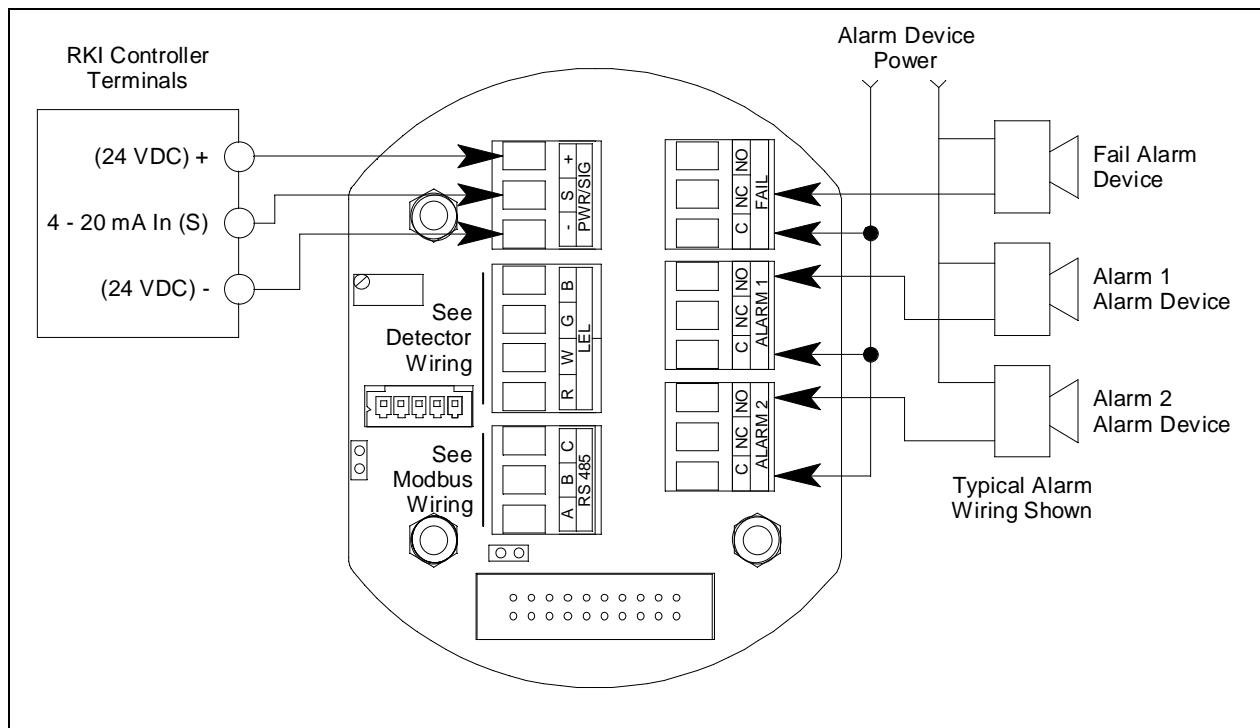 RKI Controller
Terminals
(24 VDC) +
4 - 20 mA In (S)
(24 VDC) -
- S +
PWR/SIG
See
Detector
Wiring
R W G B
LEL
See
Modbus
Wiring
A B C
RS 485
C NC NO
FAIL
C NC NO
ALARM 1
C NC NO
ALARM 2
Alarm Device
Power
Fail Alarm
Device
Alarm 1
Alarm Device
Alarm 2
Alarm Device
Typical Alarm
Wiring Shown